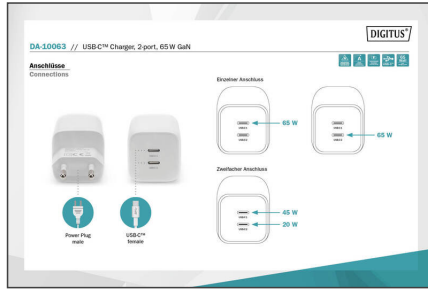 DIGITUS®
DA-10063 // USB-C™ Charger, 2-port, 65 W GaN
Anschlüsse
Connections
Einzelner Anschluss
65 W
65 W
Zweifacher Anschluss
45 W
20 W
Power Plug
male
USB-C™
female